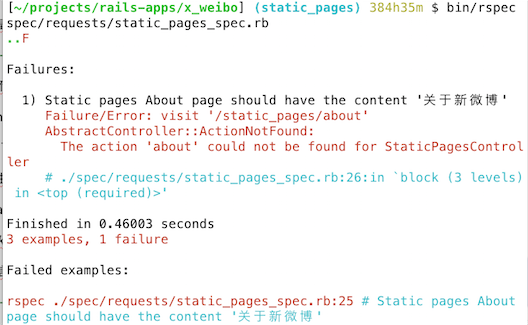 [~/projects/rails-apps/x_weibo] (static_pages) 384h35m $ bin/rspec
spec/requests/static_pages_spec.rb
..F
Failures:
1) Static pages About page should have the content '关于新微博'
Failure/Error: visit '/static_pages/about'
AbstractController::ActionNotFound:
The action 'about' could not be found for StaticPagesControl
ler
# ./spec/requests/static_pages_spec.rb:26:in `block (3 levels)
in <top (required)>'
Finished in 0.46003 seconds
3 examples, 1 failure
Failed examples:
rspec ./spec/requests/static_pages_spec.rb:25 # Static pages About
page should have the content '关于新微博'